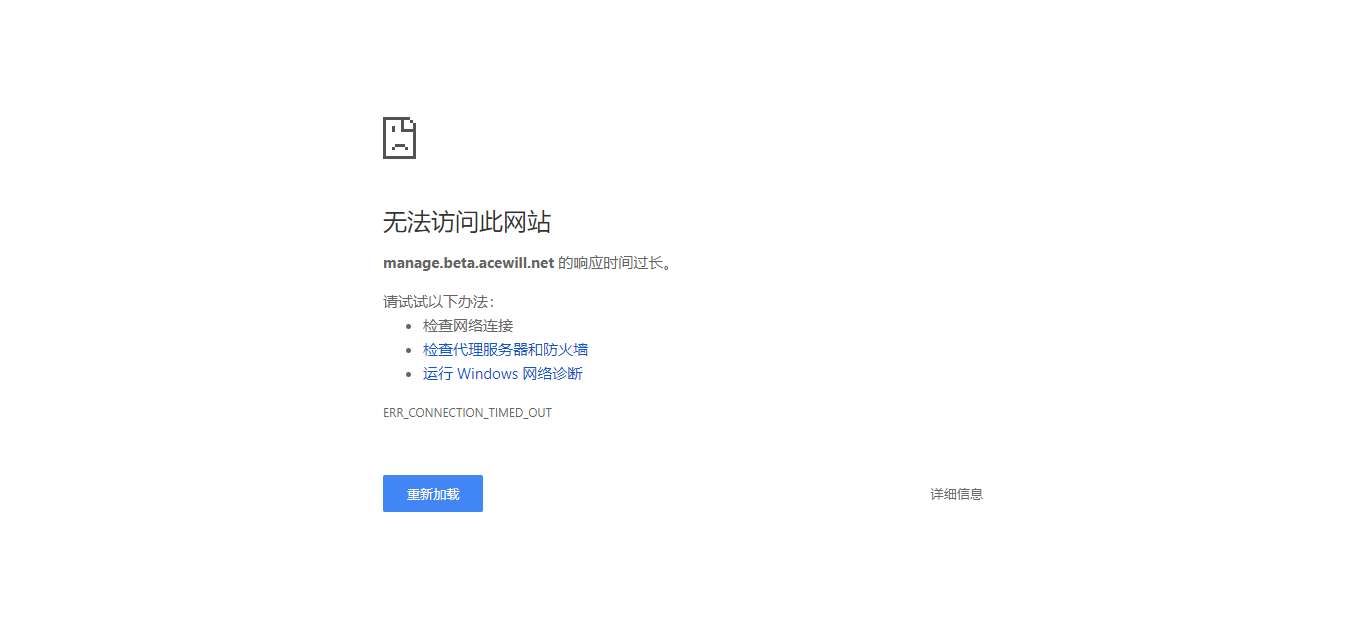 无法访问此网站
manage.beta.acewill.net 的响应时间过长。
请试试以下办法：
检查网络连接
检查代理服务器和防火墙
运行 Windows 网络诊断
ERR_CONNECTION_TIMED_OUT
重新加载
详细信息